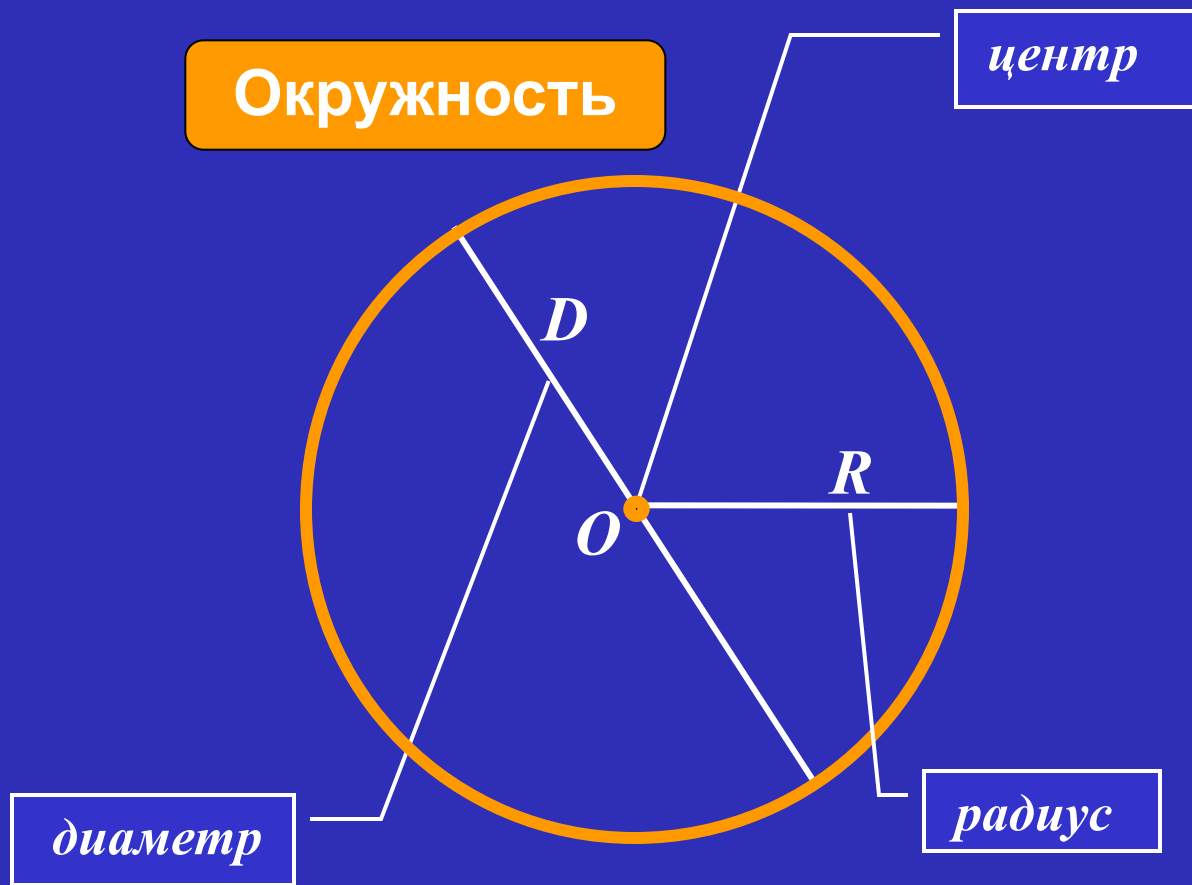 центр
Окружность
D
R
O
диаметр
радиус